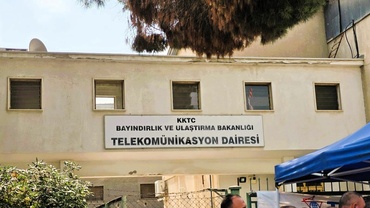 KKTC
BAYINDIRLIK VE ULAŞTIRMA BAKANLIĞI
TELEKOMÜNİKASYON DAİRESİ